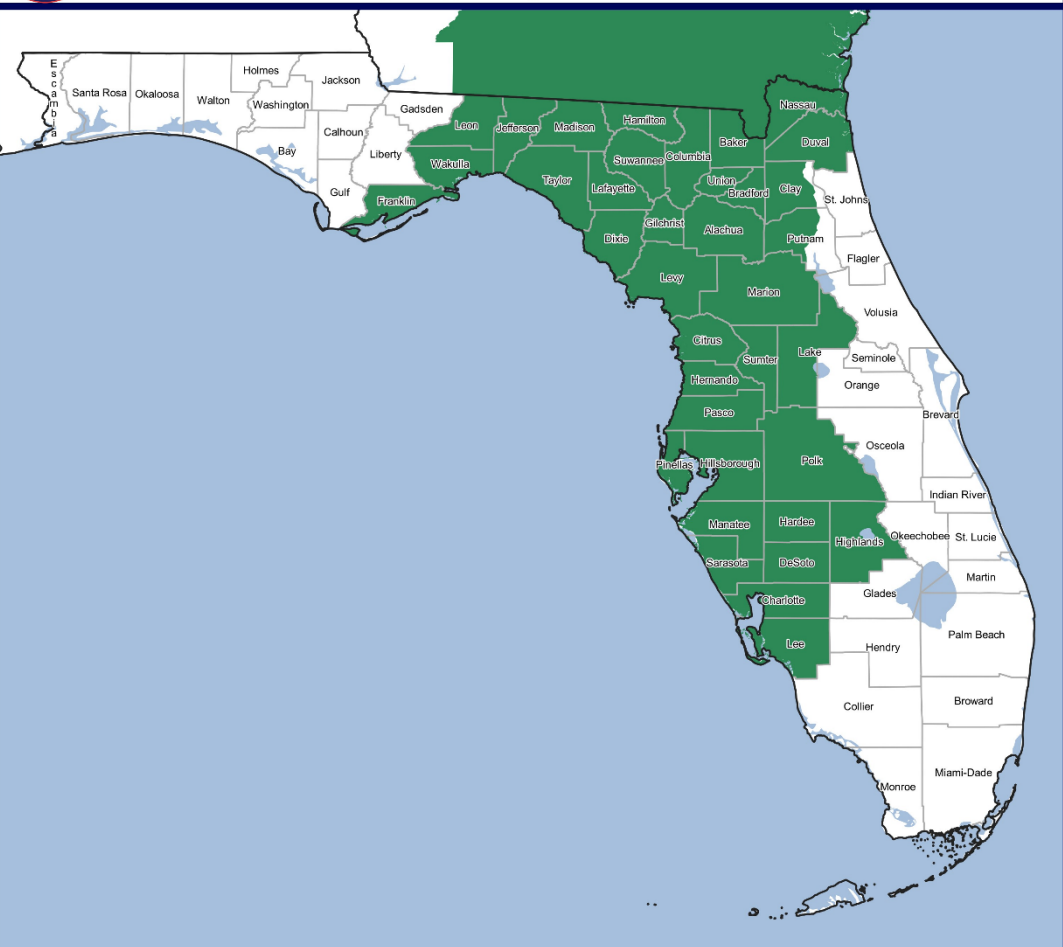 Escambia
Santa Rosa
Okaloosa
Walton
Holmes
Washington
Jackson
Bay
Calhoun
Gulf
Gadsden
Liberty
Franklin
Leon
Wakulla
Jefferson
Madison
Taylor
Hamilton
Suwannee
Columbia
Lafayette
Dixie
Gilchrist
Baker
Union
Bradford
Nassau
Duval
Clay
St. Johns
Alachua
Putnam
Flagler
Levy
Marion
Volusia
Citrus
Sumter
Lake
Seminole
Hernando
Orange
Pasco
Brevard
Pinellas
Hillsborough
Polk
Osceola
Indian River
Manatee
Hardee
Highlands
Okeechobee
St. Lucie
Sarasota
DeSoto
Martin
Charlotte
Glades
Lee
Hendry
Palm Beach
Collier
Broward
Monroe
Miami-Dade